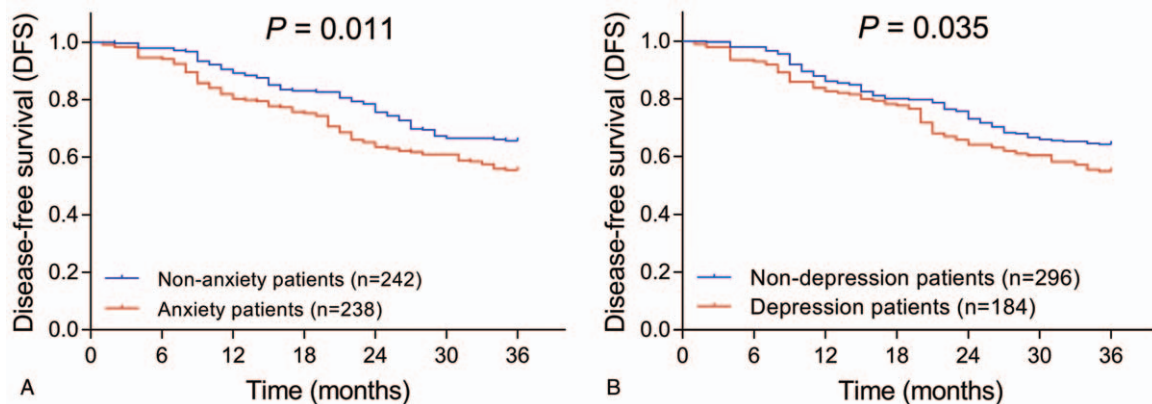 P = 0.011
Disease-free survival (DFS)
1.0
0.8
0.6
0.4
0.2
0.0
Non-anxiety patients (n=242)
Anxiety patients (n=238)
0 6 12 18 24 30 36
Time (months)
A
P = 0.035
Disease-free survival (DFS)
1.0
0.8
0.6
0.4
0.2
0.0
Non-depression patients (n=296)
Depression patients (n=184)
0 6 12 18 24 30 36
Time (months)
B